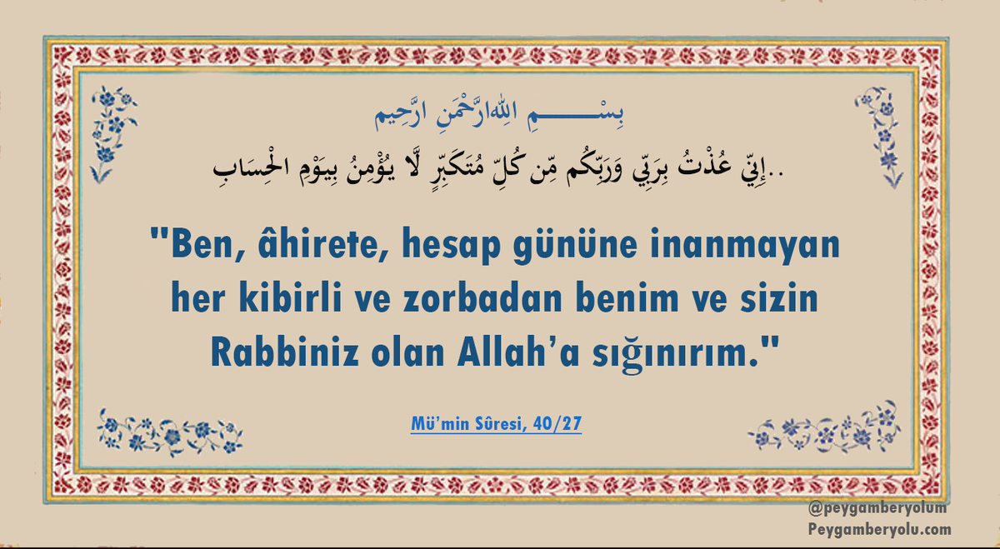 بِسْــــــــمِ اللهِ ارَّحْمَنِ ارَّحِيم
..إِنِّي عُذْتُ بِرَبِّي وَرَبِّكُم مِّن كُلِّ مُتَكَبِّرٍ لَّا يُؤْمِنُ بِيَوْمِ الْحِسَابِ
"Ben, âhirete, hesap gününe inanmayan
her kibirli ve zorbadan benim ve sizin
Rabbiniz olan Allah’a sığınırım."
Mü’min Sûresi, 40/27
@peygamberyolum
Peygamberyolu.com